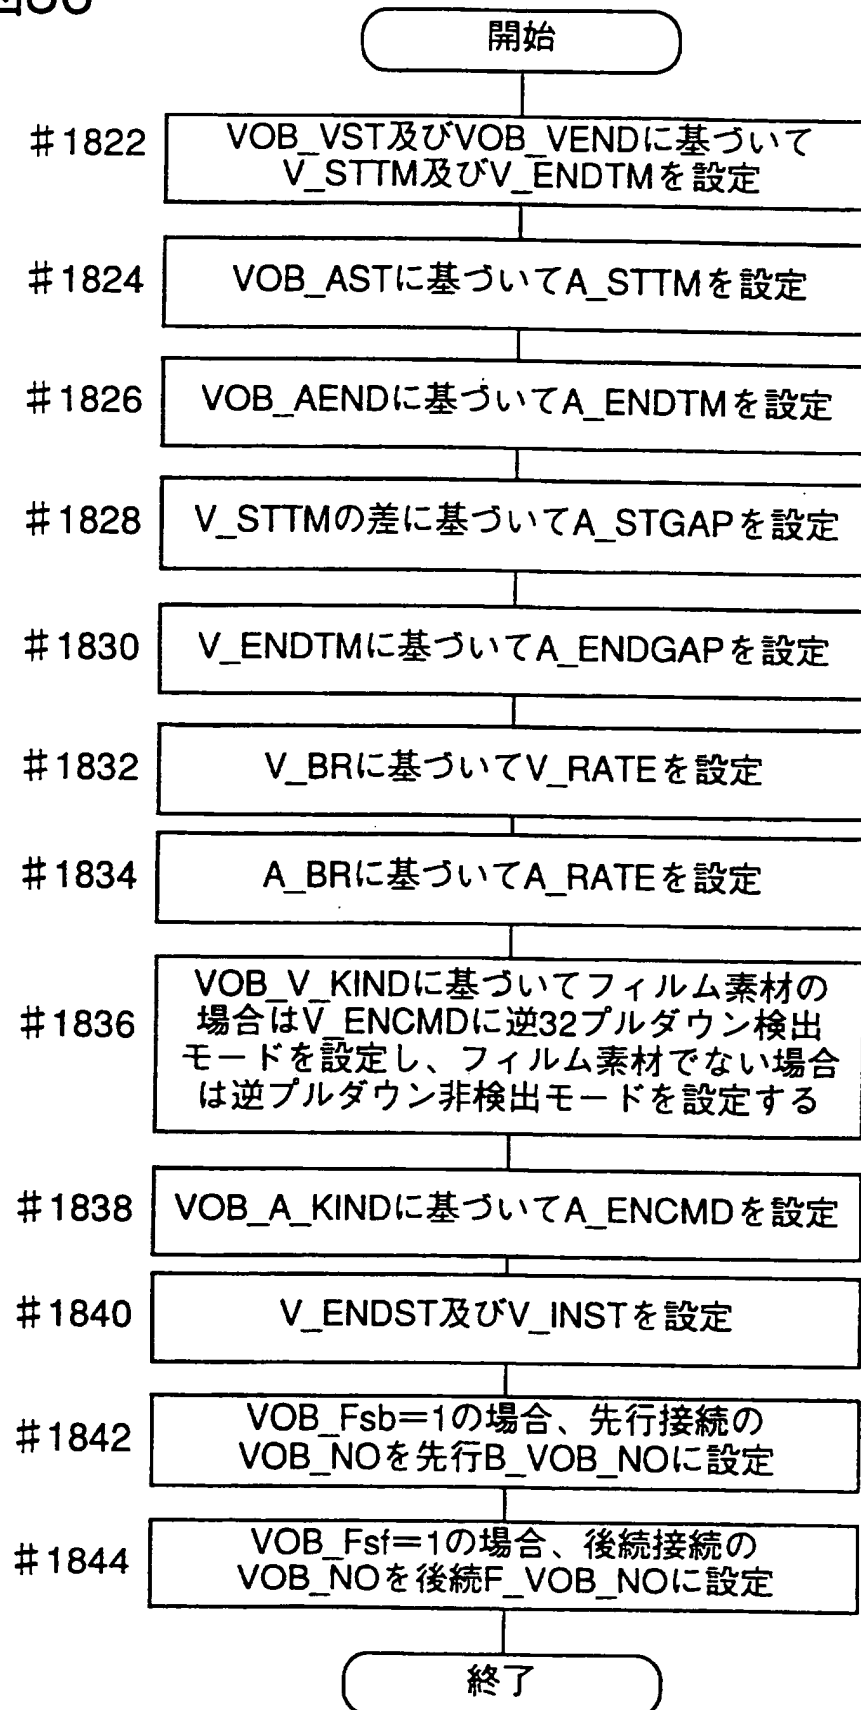 開始
#1822
VOB_VST及びVOB_VENDに基づいて
V_STTM及びV_ENDTMを設定
#1824
VOB_ASTに基づいてA_STTMを設定
#1826
VOB_AENDに基づいてA_ENDTMを設定
#1828
V_STTMの差に基づいてA_STGAPを設定
#1830
V_ENDTMに基づいてA_ENDGAPを設定
#1832
V_BRに基づいてV_RATEを設定
#1834
A_BRに基づいてA_RATEを設定
#1836
VOB_V_KINDに基づいてフィルム素材の
場合はV_ENCMDに逆32プルダウン検出
モードを設定し、フィルム素材でない場合
は逆プルダウン非検出モードを設定する
#1838
VOB_A_KINDに基づいてA_ENCMDを設定
#1840
V_ENDST及びV_INSTを設定
#1842
VOB_Fsb=1の場合、先行接続の
VOB_NOを先行B_VOB_NOに設定
#1844
VOB_Fsf=1の場合、後続接続の
VOB_NOを後続F_VOB_NOに設定
終了